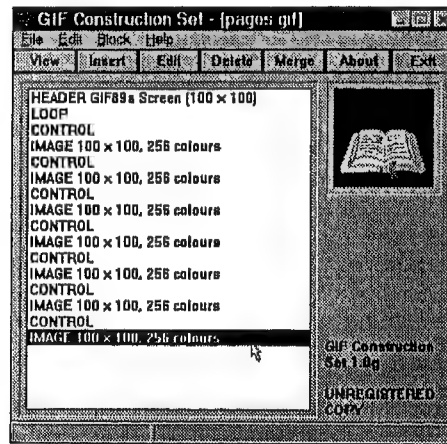 GIF Construction Set - [pages.gif]
File Edit Block Help
View Insert Edit Delete Merge About Exit
HEADER GIF89a Screen (100 x 100)
LOOP
CONTROL
IMAGE 100 x 100, 256 colours
CONTROL
IMAGE 100 x 100, 256 colours
CONTROL
IMAGE 100 x 100, 256 colours
CONTROL
IMAGE 100 x 100, 256 colours
CONTROL
IMAGE 100 x 100, 256 colours
CONTROL
IMAGE 100 x 100, 256 colours
CONTROL
IMAGE 100 x 100, 256 colours
GIF Construction
Set 1.0g
UNREGISTERED
COPY